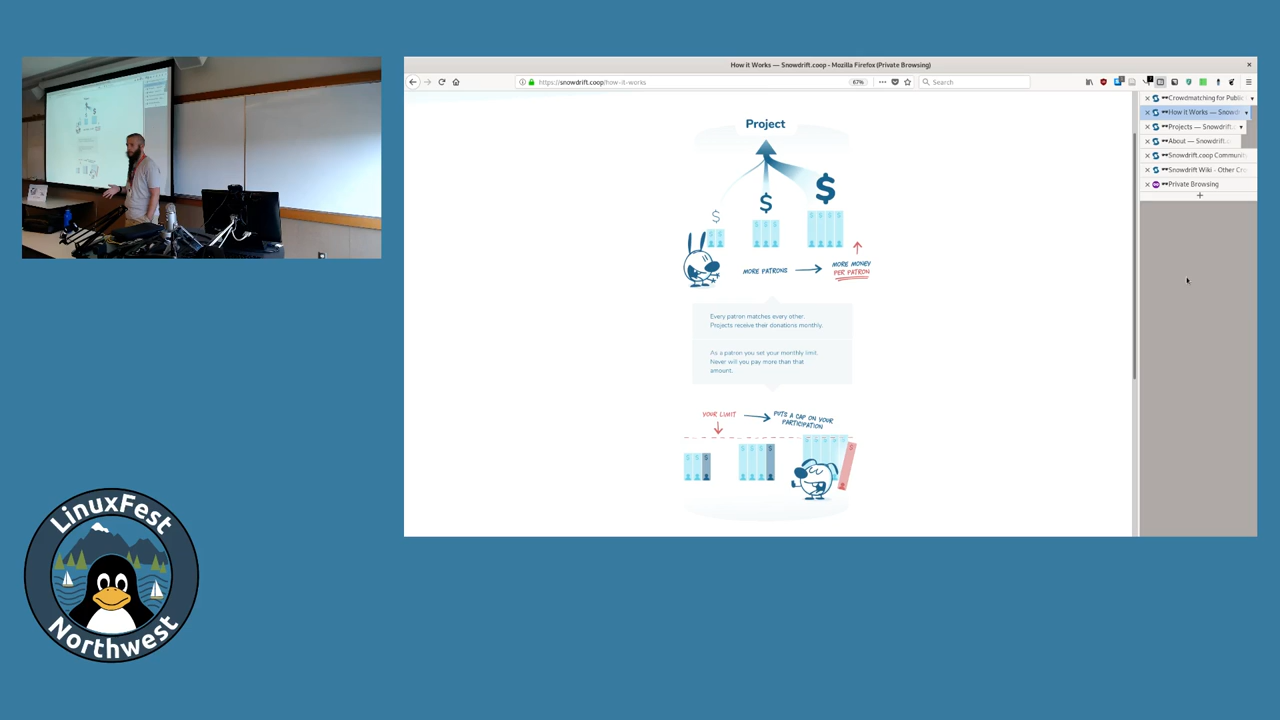 How it Works — Snowdrift.coop - Mozilla Firefox (Private Browsing)
https://snowdrift.coop/how-it-works
67%
Search
Crowdmatching for Public
How it Works — Snowd
Projects — Snowdrift.
About — Snowdrift.c
Snowdrift.coop Communit
Snowdrift Wiki - Other Cr
Private Browsing
Project
$ $ $
MORE PATRONS
MORE MONEY
PER PATRON
Every patron matches every other.
Projects receive their donations monthly.
As a patron you set your monthly limit.
Never will you pay more than that
amount.
YOUR LIMIT
PUTS A CAP ON YOUR
PARTICIPATION
LinuxFest
Northwest